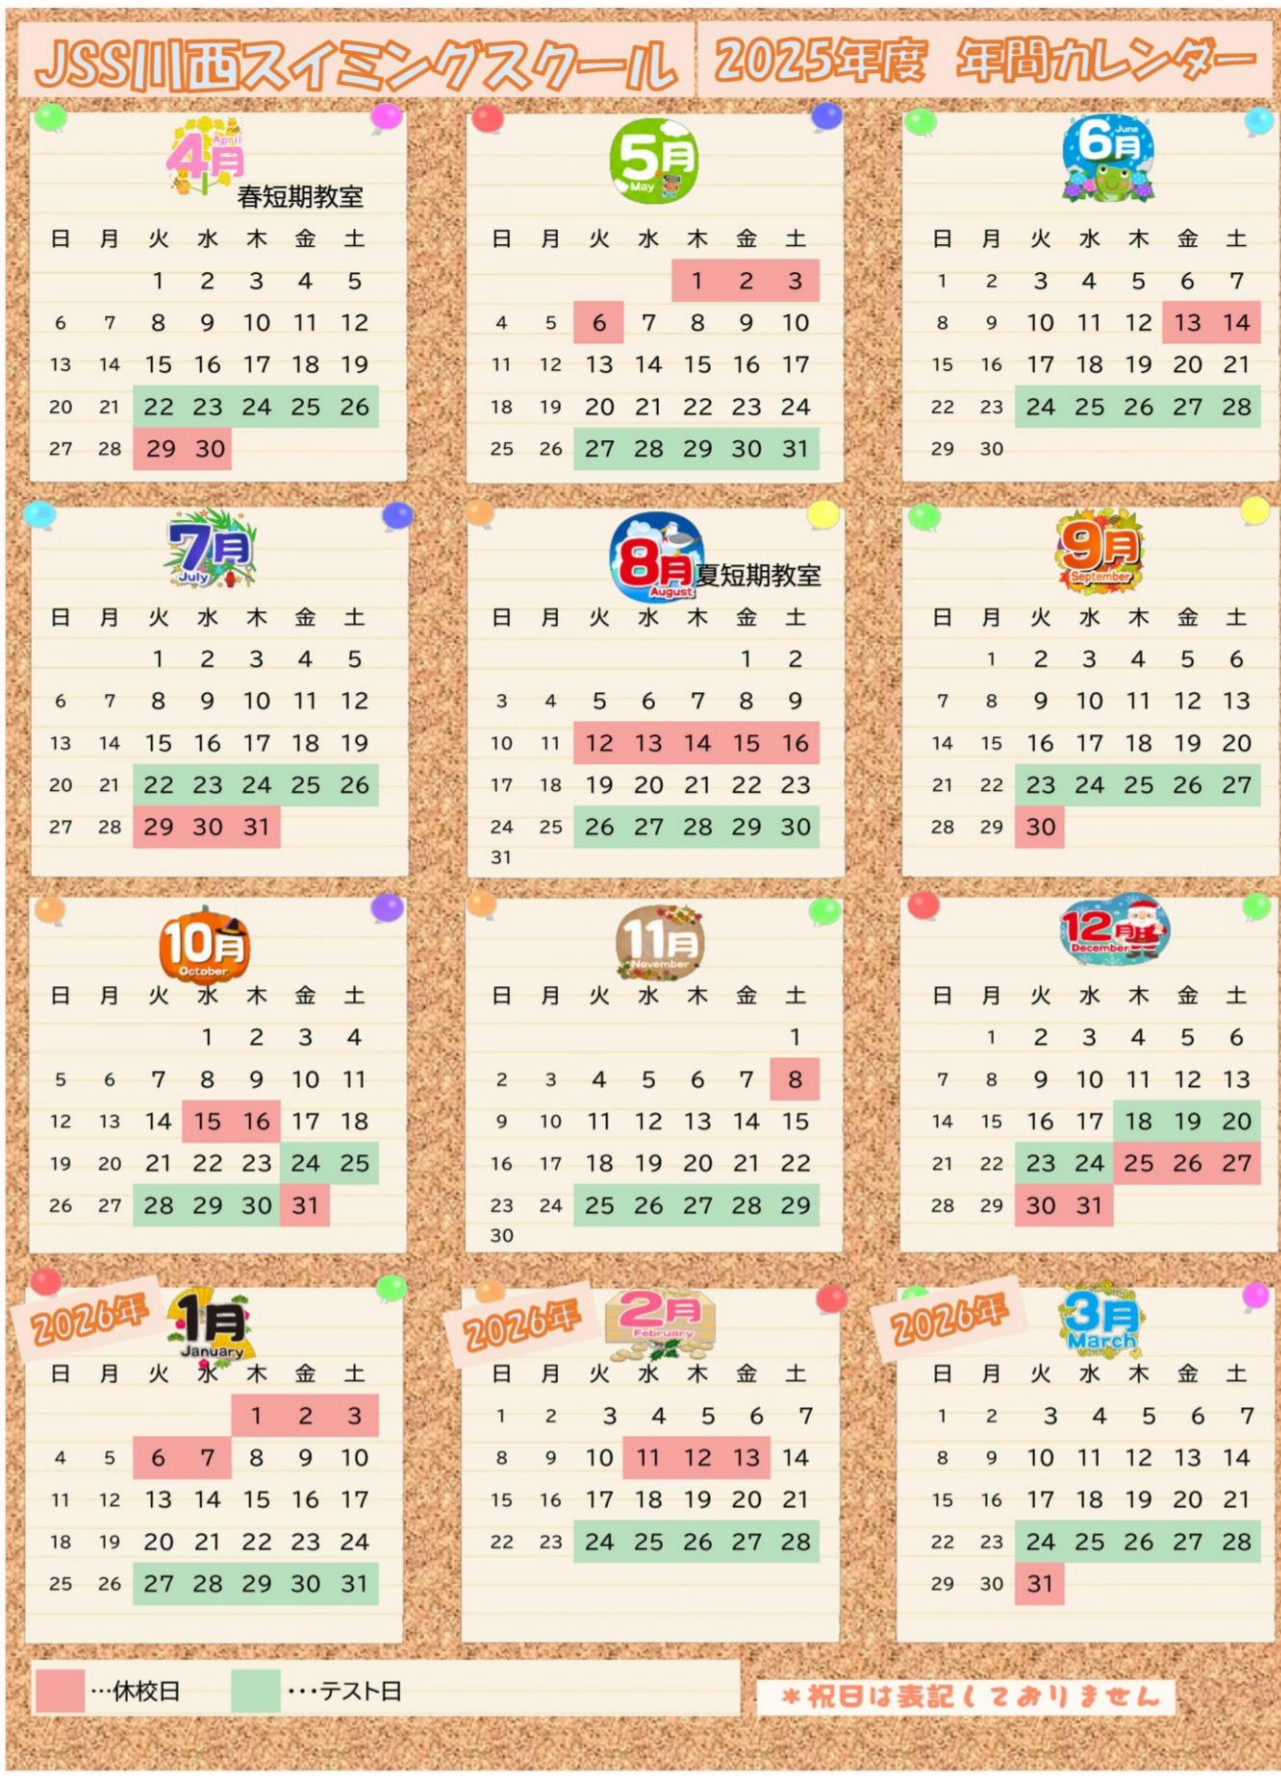 JSS川西スイミングスクール 2025年度 年間カレンダー
4月 April
春短期教室
日 月 火 水 木 金 土
1 2 3 4 5
6 7 8 9 10 11 12
13 14 15 16 17 18 19
20 21 22 23 24 25 26
27 28 29 30
5月 May
日 月 火 水 木 金 土
1 2 3
4 5 6 7 8 9 10
11 12 13 14 15 16 17
18 19 20 21 22 23 24
25 26 27 28 29 30 31
6月 June
日 月 火 水 木 金 土
1 2 3 4 5 6 7
8 9 10 11 12 13 14
15 16 17 18 19 20 21
22 23 24 25 26 27 28
29 30
7月 July
日 月 火 水 木 金 土
1 2 3 4 5
6 7 8 9 10 11 12
13 14 15 16 17 18 19
20 21 22 23 24 25 26
27 28 29 30 31
8月 August
夏短期教室
日 月 火 水 木 金 土
1 2
3 4 5 6 7 8 9
10 11 12 13 14 15 16
17 18 19 20 21 22 23
24 25 26 27 28 29 30
31
9月 September
日 月 火 水 木 金 土
1 2 3 4 5 6
7 8 9 10 11 12 13
14 15 16 17 18 19 20
21 22 23 24 25 26 27
28 29 30
10月 October
日 月 火 水 木 金 土
1 2 3 4
5 6 7 8 9 10 11
12 13 14 15 16 17 18
19 20 21 22 23 24 25
26 27 28 29 30 31
11月 November
日 月 火 水 木 金 土
1
2 3 4 5 6 7 8
9 10 11 12 13 14 15
16 17 18 19 20 21 22
23 24 25 26 27 28 29
30
12月 December
日 月 火 水 木 金 土
1 2 3 4 5 6
7 8 9 10 11 12 13
14 15 16 17 18 19 20
21 22 23 24 25 26 27
28 29 30 31
2026年
1月 January
日 月 火 水 木 金 土
1 2 3
4 5 6 7 8 9 10
11 12 13 14 15 16 17
18 19 20 21 22 23 24
25 26 27 28 29 30 31
2026年
2月 February
日 月 火 水 木 金 土
1 2 3 4 5 6 7
8 9 10 11 12 13 14
15 16 17 18 19 20 21
22 23 24 25 26 27 28
2026年
3月 March
日 月 火 水 木 金 土
1 2 3 4 5 6 7
8 9 10 11 12 13 14
15 16 17 18 19 20 21
22 23 24 25 26 27 28
29 30 31
…休校日 ・・・テスト日
＊祝日は表記しておりません